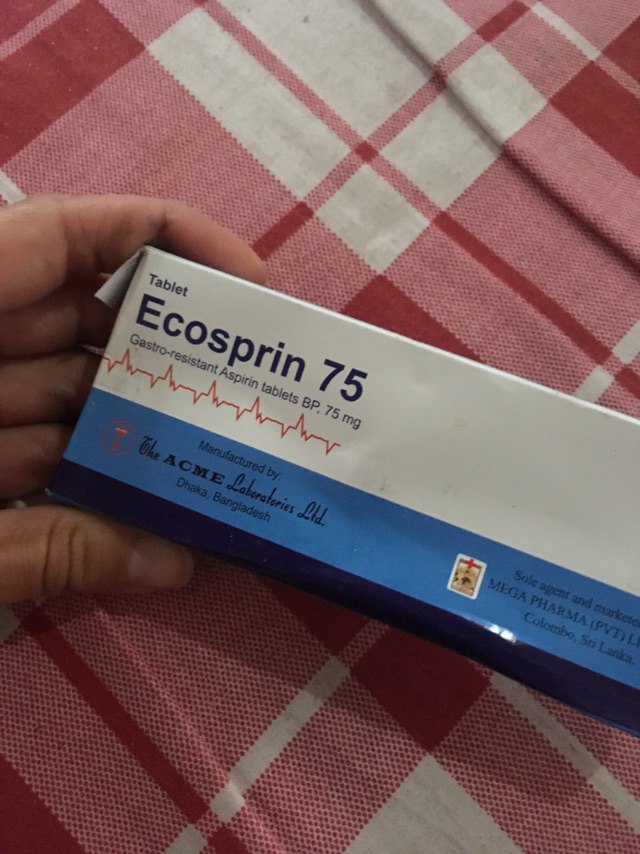 Tablet
Ecosprin 75
Gastro-resistant Aspirin tablets BP, 75 mg
Manufactured by:
The ACME Laboratories Ltd.
Dhaka, Bangladesh
Sole agent and
MEGA PHARMA (PVT)
Colombo, Sri Lanka.